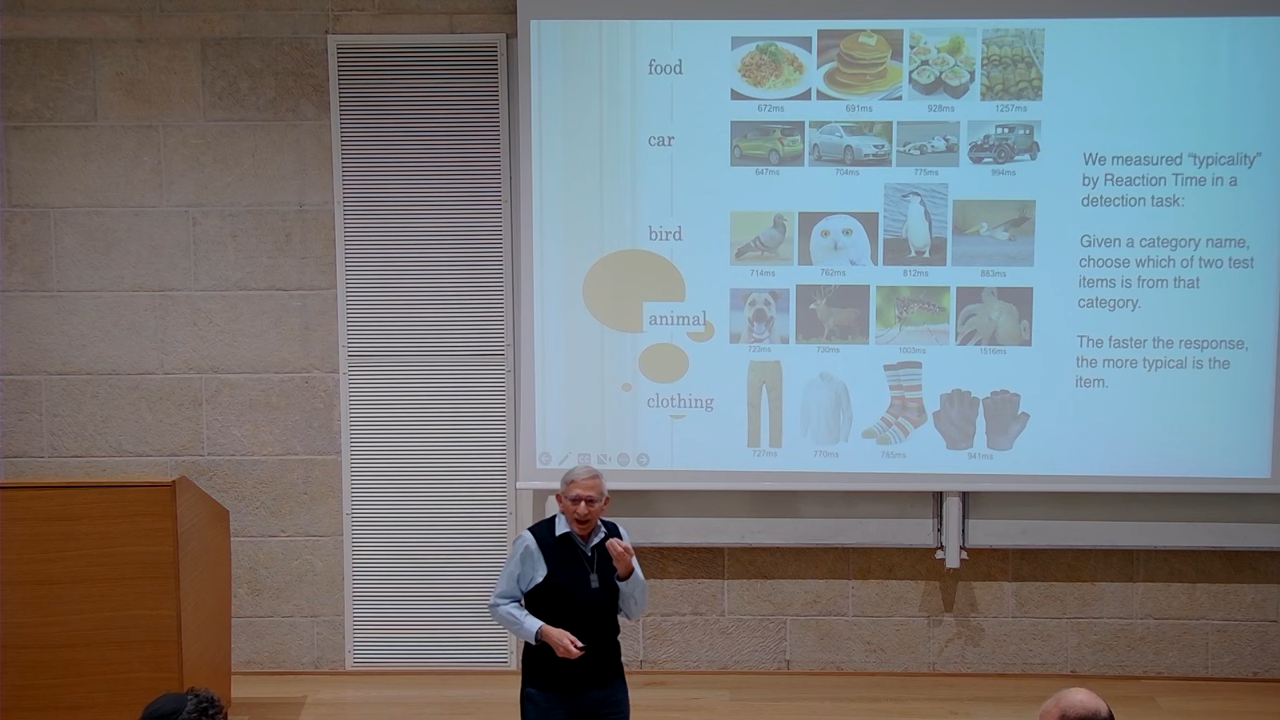 food
672ms 691ms 928ms 1257ms
car
647ms 704ms 775ms 994ms
bird
714ms 762ms 812ms 883ms
animal
723ms 730ms 1003ms 1516ms
clothing
727ms 770ms 785ms 941ms
We measured “typicality”
by Reaction Time in a
detection task:
Given a category name,
choose which of two test
items is from that
category.
The faster the response,
the more typical is the
item.